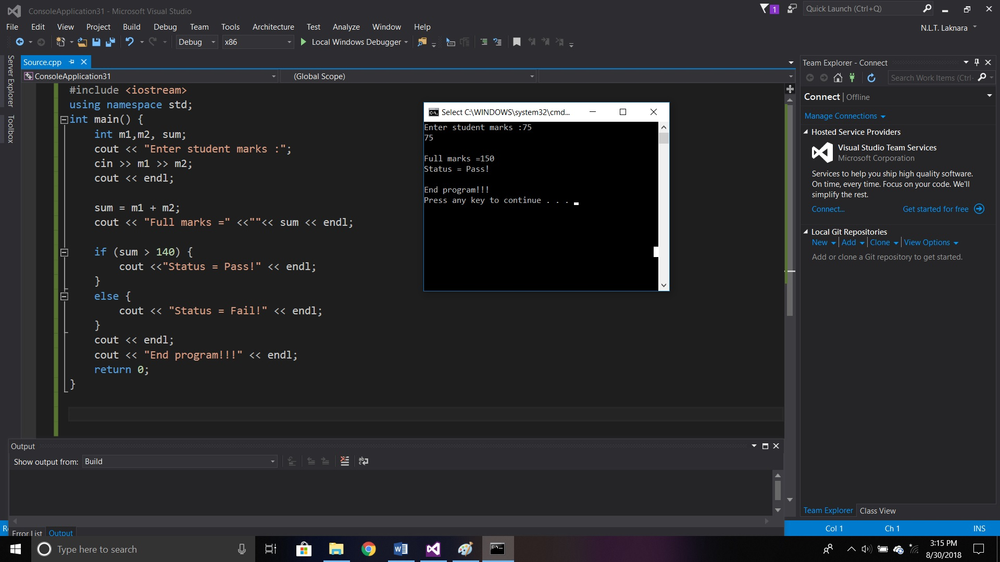 ConsoleApplication31 - Microsoft Visual Studio
1
Quick Launch (Ctrl+Q)
File Edit View Project Build Debug Team Tools Architecture Test Analyze Window Help
N.L.T. Laknara
Debug x86 Local Windows Debugger
Server Explorer
Toolbox
Source.cpp
ConsoleApplication31 (Global Scope)
#include <iostream>
using namespace std;
int main() {
int m1,m2, sum;
cout << "Enter student marks :";
cin >> m1 >> m2;
cout << endl;
sum = m1 + m2;
cout << "Full marks =" <<""<< sum << endl;
if (sum > 140) {
cout <<"Status = Pass!" << endl;
}
else {
cout << "Status = Fail!" << endl;
}
cout << endl;
cout << "End program!!!" << endl;
return 0;
}
Select C:\WINDOWS\system32\cmd...
Enter student marks :75
75
Full marks =150
Status = Pass!
End program!!!
Press any key to continue . . .
Team Explorer - Connect
Search Work Items (Ctrl-
Connect | Offline
Manage Connections
Hosted Service Providers
Visual Studio Team Services
Microsoft Corporation
Services to help you ship high quality software.
On time, every time. Focus on your code. We'll
simplify the rest.
Connect... Get started for free
Local Git Repositories
New Add Clone View Options
Add or clone a Git repository to get started.
Team Explorer Class View
Output
Show output from: Build
Error List Output
Col 1 Ch 1 INS
Type here to search
3:15 PM
8/30/2018